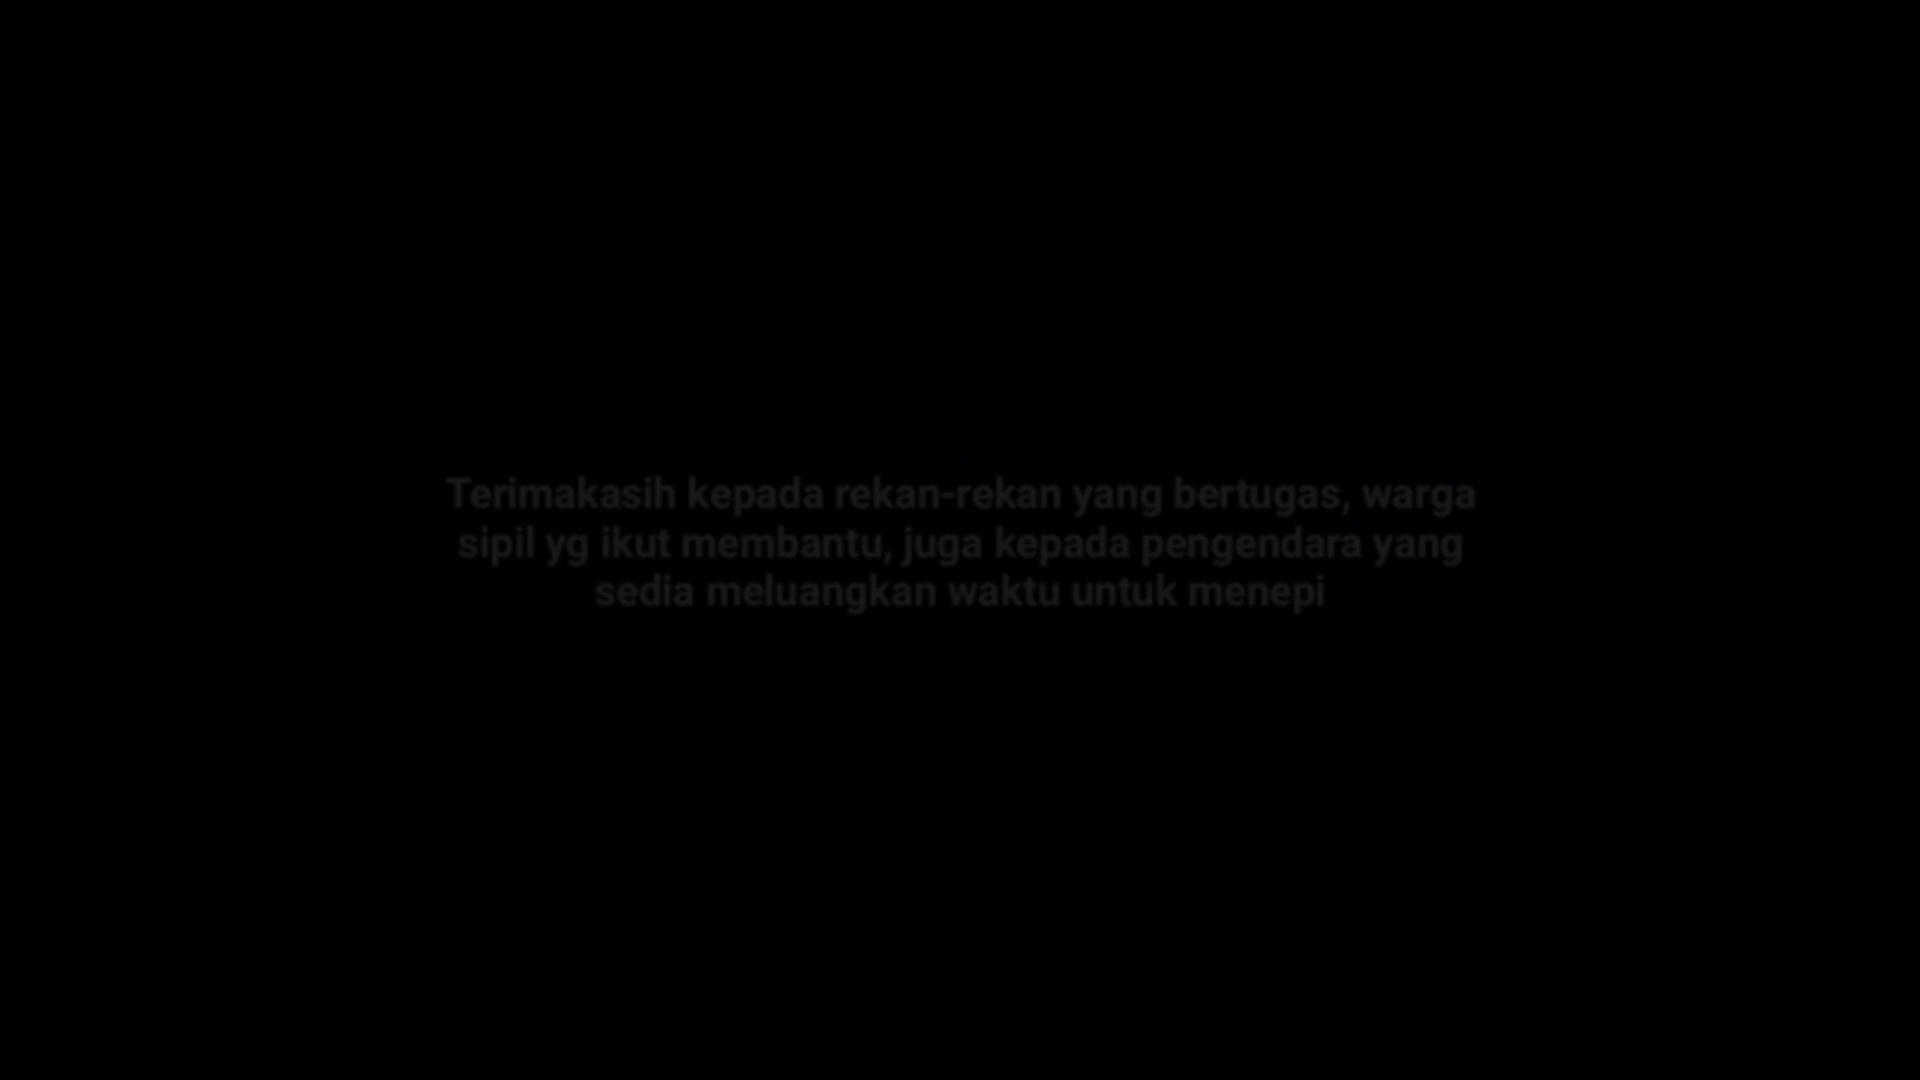 Terimakasih kepada rekan-rekan yang bertugas, warga
sipil yg ikut membantu, juga kepada pengendara yang
sedia meluangkan waktu untuk menepi